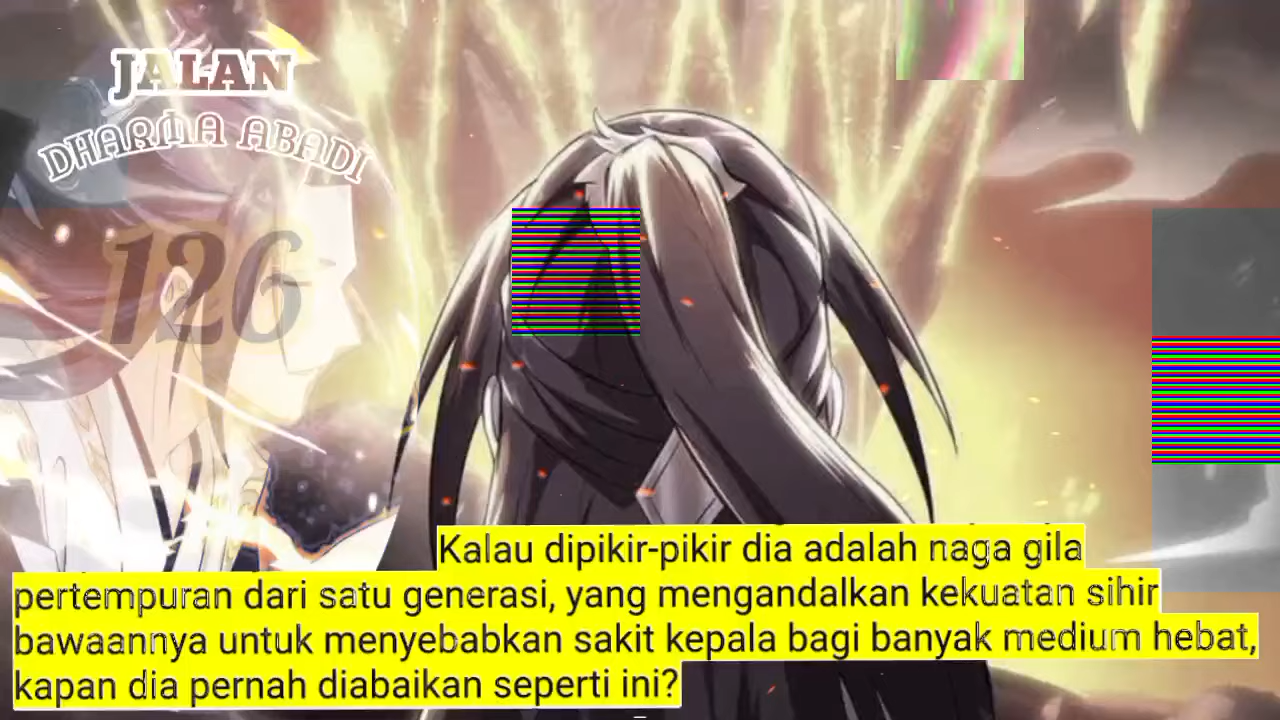 JALAN
DHARMA ABADI
126
Kalau dipikir-pikir dia adalah naga gila
pertempuran dari satu generasi, yang mengandalkan kekuatan sihir
bawaannya untuk menyebabkan sakit kepala bagi banyak medium hebat,
kapan dia pernah diabaikan seperti ini?